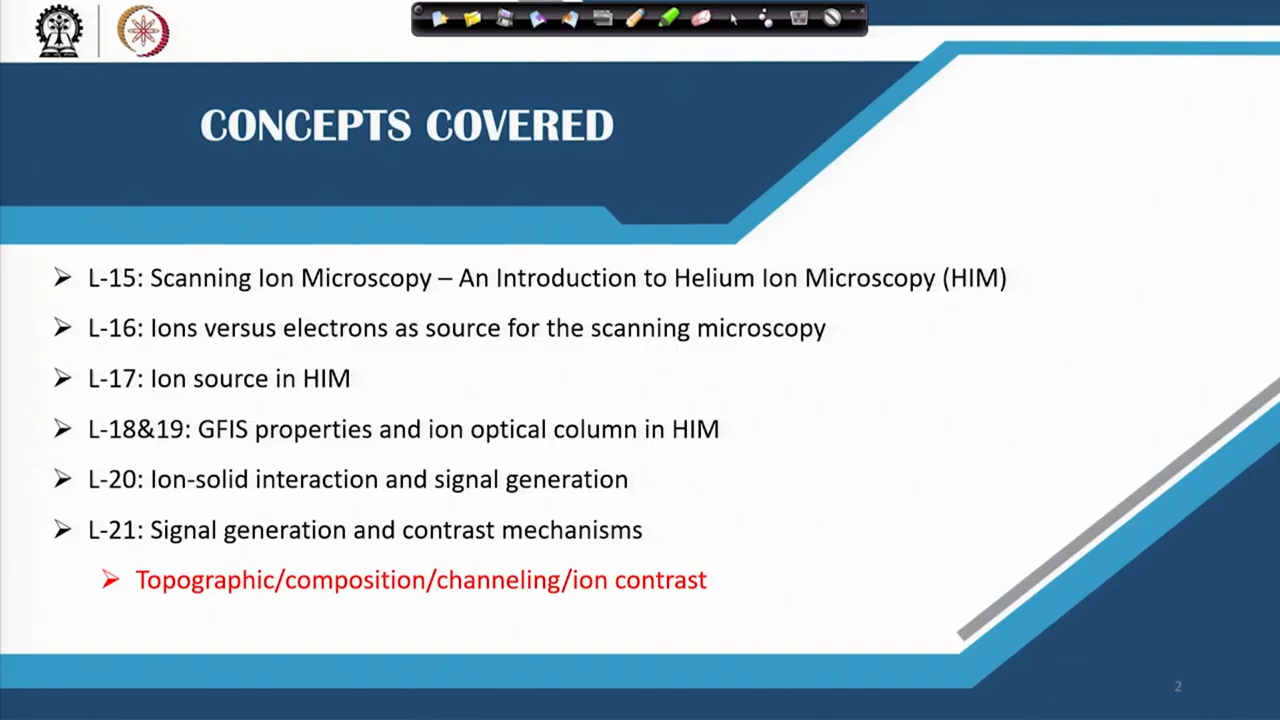 CONCEPTS COVERED
➢ L-15: Scanning Ion Microscopy – An Introduction to Helium Ion Microscopy (HIM)
➢ L-16: Ions versus electrons as source for the scanning microscopy
➢ L-17: Ion source in HIM
➢ L-18&19: GFIS properties and ion optical column in HIM
➢ L-20: Ion-solid interaction and signal generation
➢ L-21: Signal generation and contrast mechanisms
➢ Topographic/composition/channeling/ion contrast
2